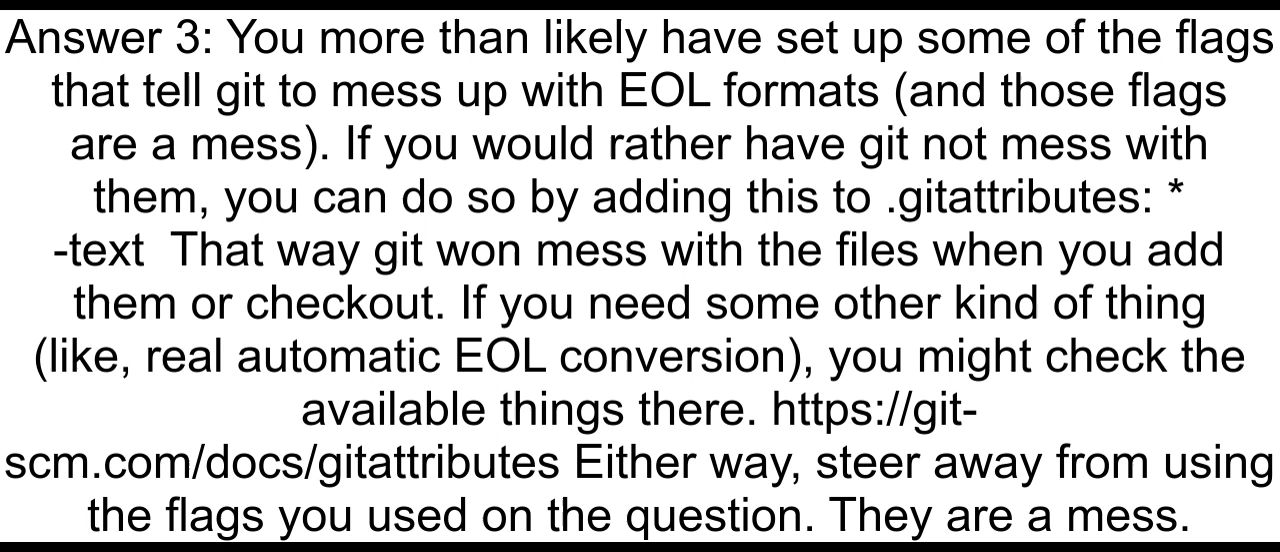 Answer 3: You more than likely have set up some of the flags
that tell git to mess up with EOL formats (and those flags
are a mess). If you would rather have git not mess with
them, you can do so by adding this to .gitattributes: *
-text  That way git won mess with the files when you add
them or checkout. If you need some other kind of thing
(like, real automatic EOL conversion), you might check the
available things there. https://git-
scm.com/docs/gitattributes Either way, steer away from using
the flags you used on the question. They are a mess.